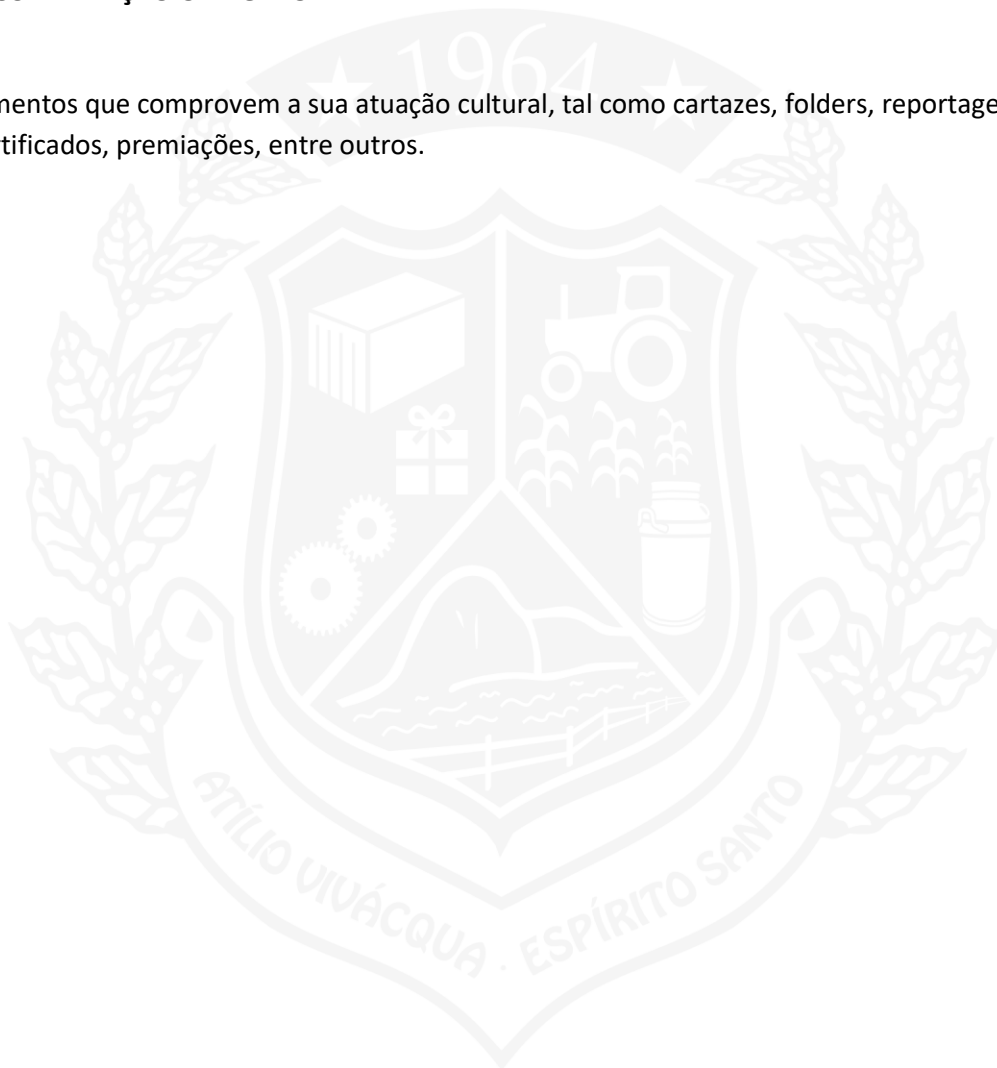 1964
mentos que comprovem a sua atuação cultural, tal como cartazes, folders, reportage
rtificados, premiações, entre outros.
ATÍLIO VIVÁCQUA · ESPÍRITO SANTO